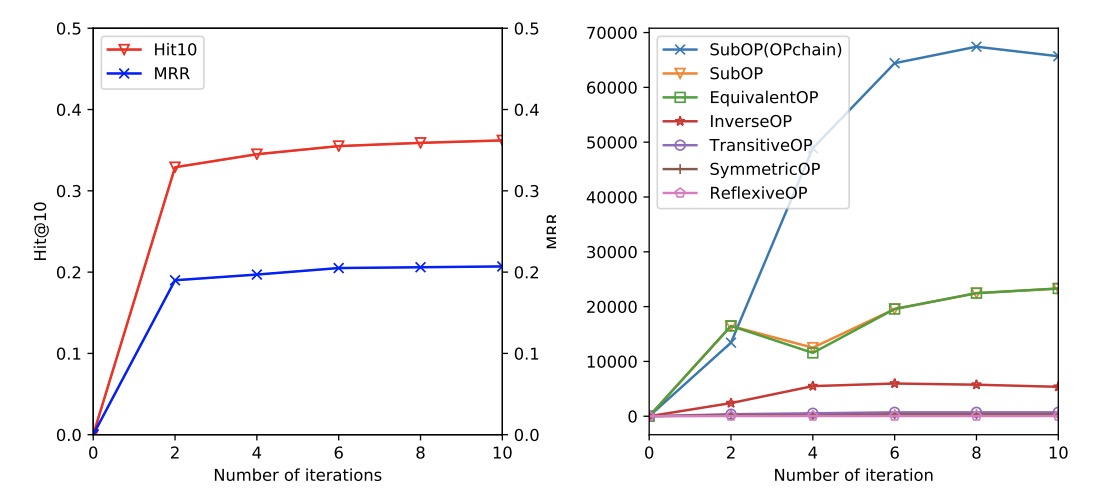 0.5
0.4
0.3
0.2
0.1
0.0
Hit@10
Hit10
MRR
0.5
0.4
0.3
0.2
0.1
0.0
MRR
0 2 4 6 8 10
Number of iterations
70000
60000
50000
40000
30000
20000
10000
0
SubOP(OPchain)
SubOP
EquivalentOP
InverseOP
TransitiveOP
SymmetricOP
ReflexiveOP
0 2 4 6 8 10
Number of iteration